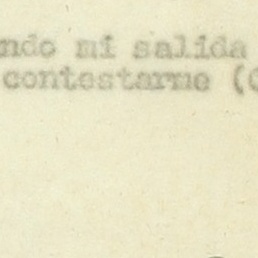 ndo mi salida
contestarme (